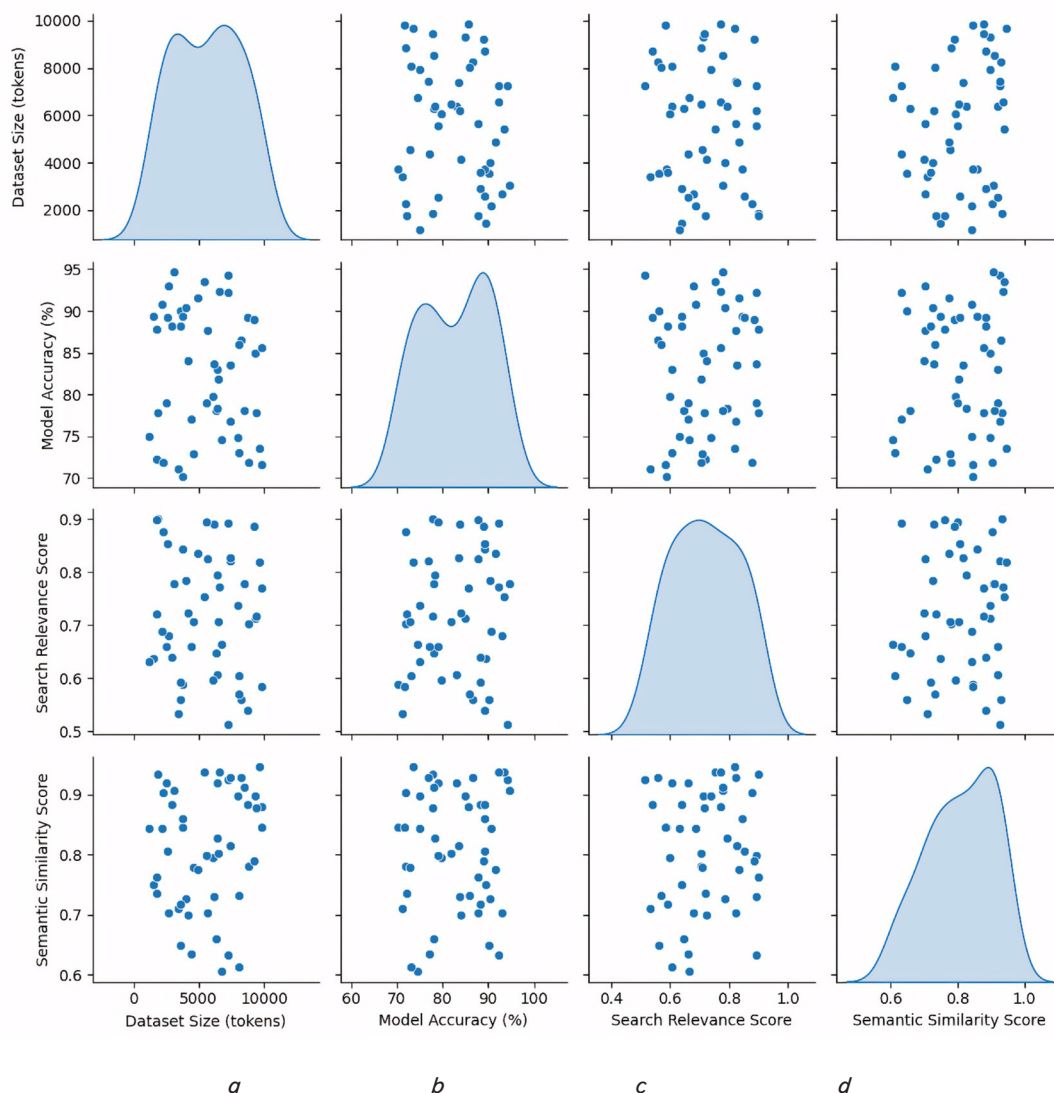 10000
8000
6000
4000
2000
Dataset Size (tokens)
95
90
85
80
75
70
Model Accuracy (%)
0.9
0.8
0.7
0.6
0.5
Search Relevance Score
0.9
0.8
0.7
0.6
Semantic Similarity Score
0 5000 10000 60 70 80 90 100 0.4 0.6 0.8 1.0 0.6 0.8 1.0
Dataset Size (tokens) Model Accuracy (%) Search Relevance Score Semantic Similarity Score
a b c d